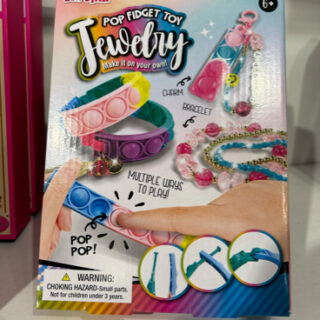 6+
POP FIDGET TOY
Jewelry
Make it on your own!
CHARM
BRACELET
MULTIPLE WAYS
TO PLAY!
POP
POP!
WARNING:
CHOKING HAZARD-Small parts.
Not for children under 3 years.